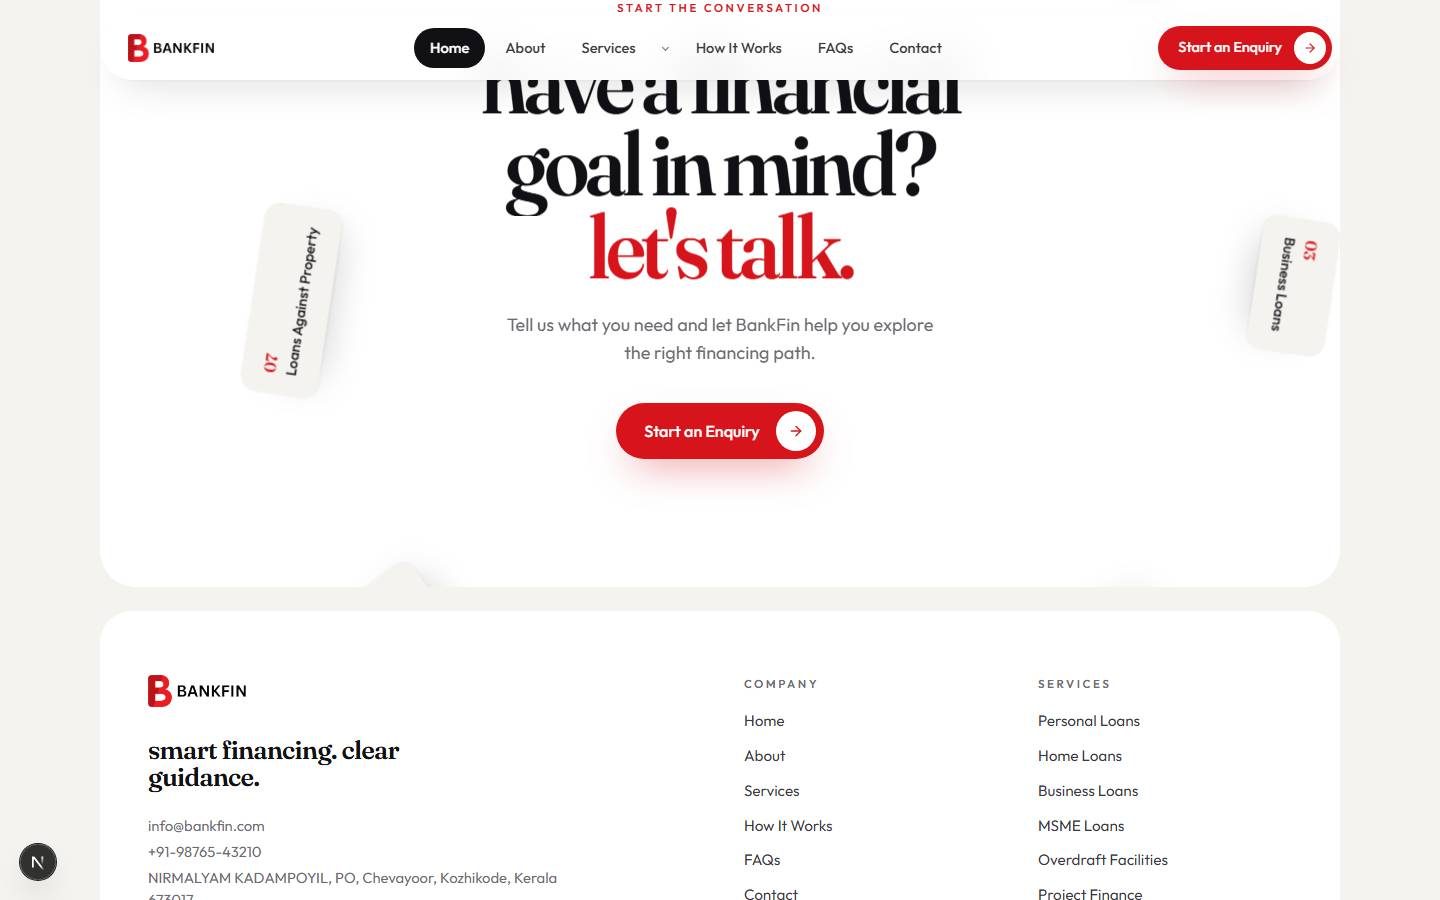 START THE CONVERSATION
BANKFIN
Home
About
Services
How It Works
FAQs
Contact
Start an Enquiry
have a financial
goal in mind?
let's talk.
07
Loans Against Property
03
Business Loans
Tell us what you need and let BankFin help you explore
the right financing path.
Start an Enquiry
BANKFIN
smart financing. clear
guidance.
info@bankfin.com
+91-98765-43210
NIRMALYAM KADAMPOYIL, PO, Chevayoor, Kozhikode, Kerala
673017
COMPANY
Home
About
Services
How It Works
FAQs
Contact
SERVICES
Personal Loans
Home Loans
Business Loans
MSME Loans
Overdraft Facilities
Project Finance
N